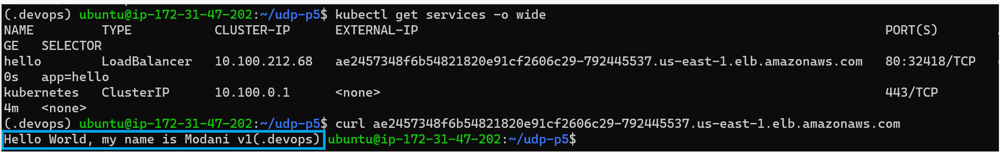 (.devops) ubuntu@ip-172-31-47-202:~/udp-p5$ kubectl get services -o wide
NAME         TYPE           CLUSTER-IP      EXTERNAL-IP                                                              PORT(S)
GE   SELECTOR
hello        LoadBalancer   10.100.212.68   ae2457348f6b54821820e91cf2606c29-792445537.us-east-1.elb.amazonaws.com   80:32418/TCP
0s   app=hello
kubernetes   ClusterIP      10.100.0.1      <none>                                                                   443/TCP
4m   <none>
(.devops) ubuntu@ip-172-31-47-202:~/udp-p5$ curl ae2457348f6b54821820e91cf2606c29-792445537.us-east-1.elb.amazonaws.com
Hello World, my name is Modani v1(.devops) ubuntu@ip-172-31-47-202:~/udp-p5$